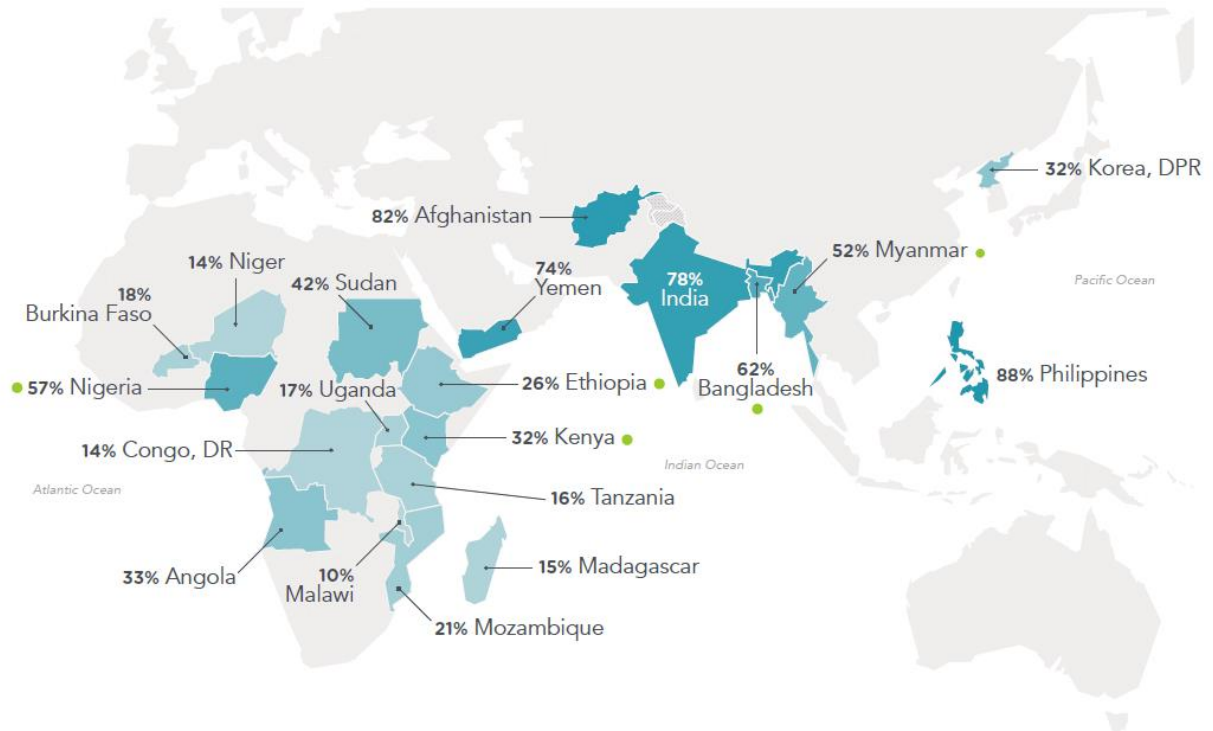 32% Korea, DPR
82% Afghanistan
52% Myanmar
14% Niger
74%
Yemen
42% Sudan
78%
India
Pacific Ocean
18%
Burkina Faso
62%
Bangladesh
88% Philippines
57% Nigeria
17% Uganda
26% Ethiopia
14% Congo, DR
32% Kenya
Indian Ocean
Atlantic Ocean
16% Tanzania
33% Angola
10%
Malawi
15% Madagascar
21% Mozambique